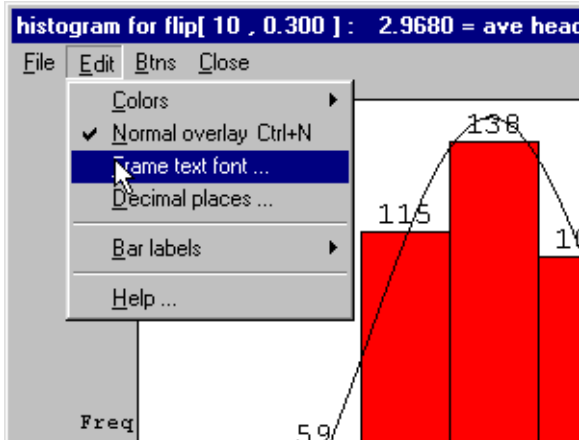 histogram for flip[ 10 , 0.300 ] : 2.9680 = ave head
File Edit Btns Close
Colors
Normal overlay Ctrl+N
Frame text font ...
Decimal places ...
Bar labels
Help ...
138
115
10
59
Freq